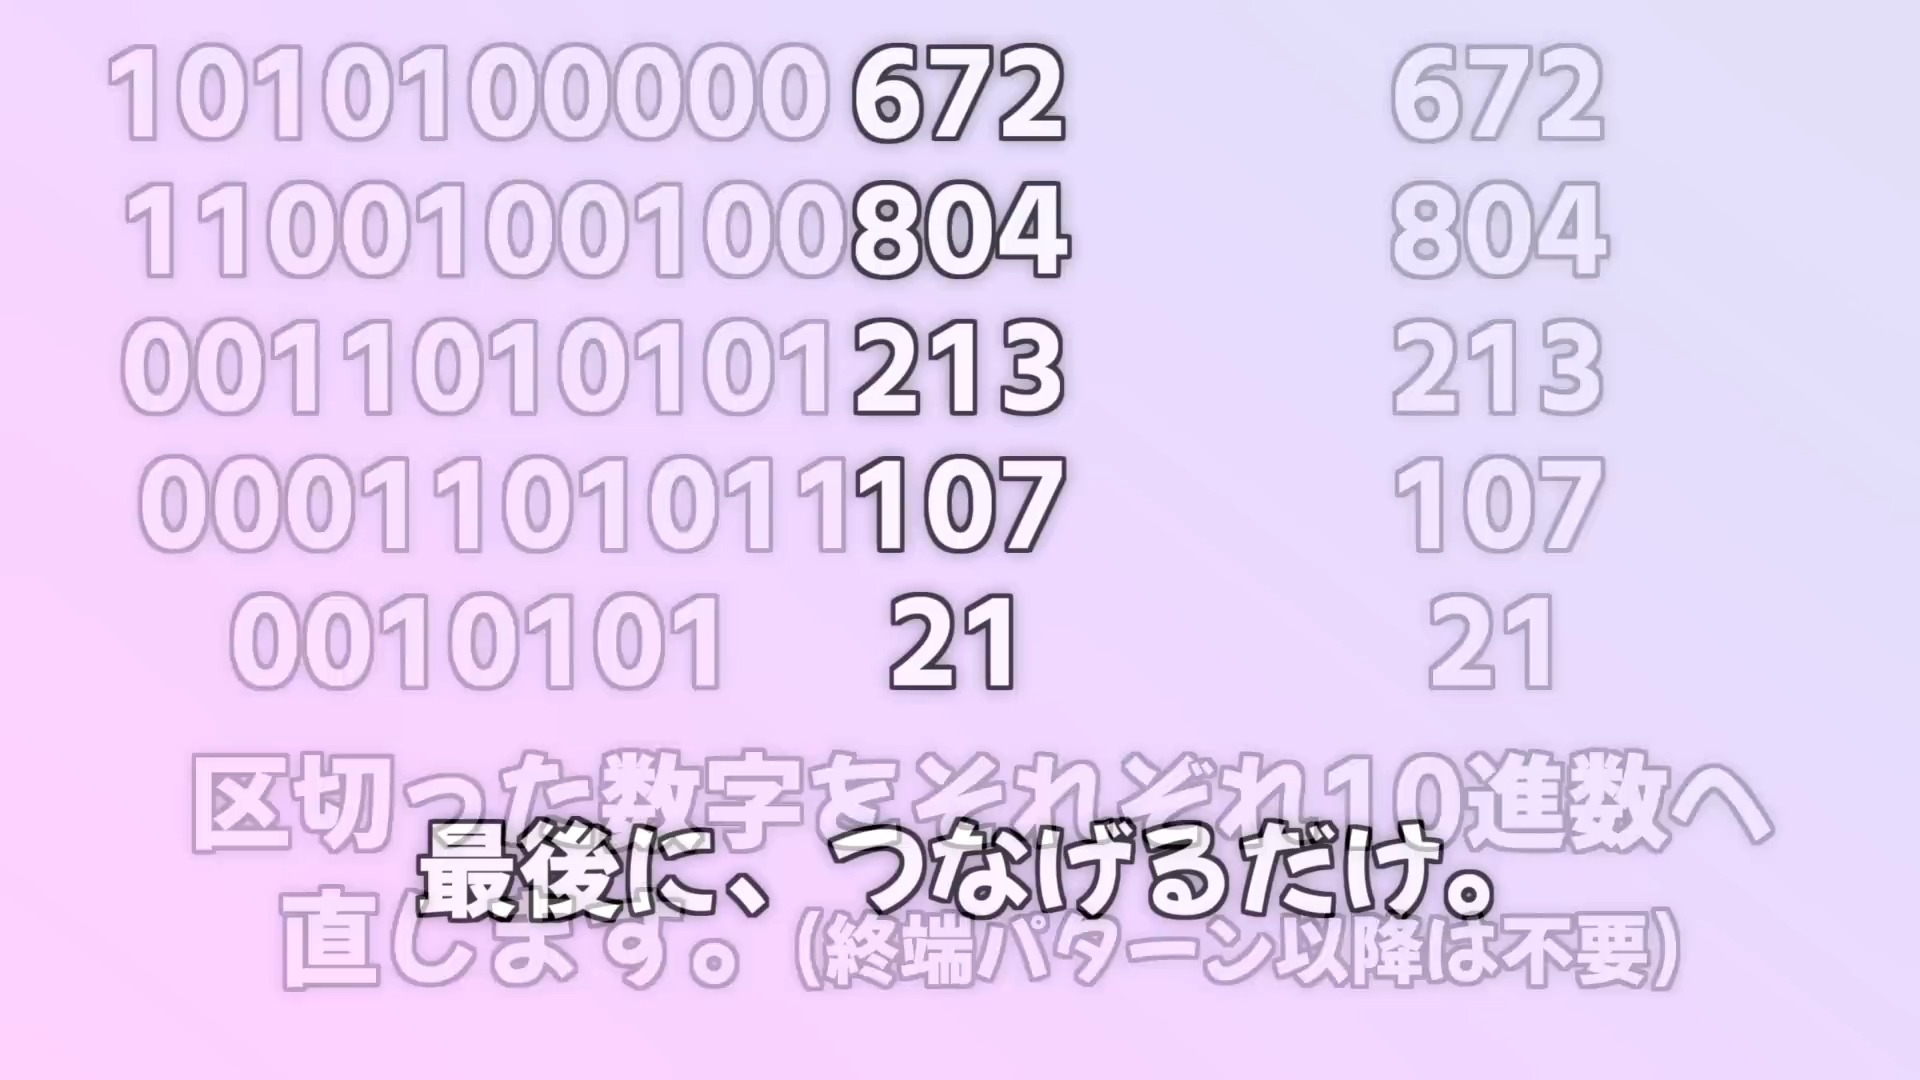 1010100000 672 672
1100100100 804 804
0011010101 213 213
0001101011 107 107
0010101 21 21
区切った数字をそれぞれ10進数へ
最後に、つなげるだけ。
直します。(終端パターン以降は不要)